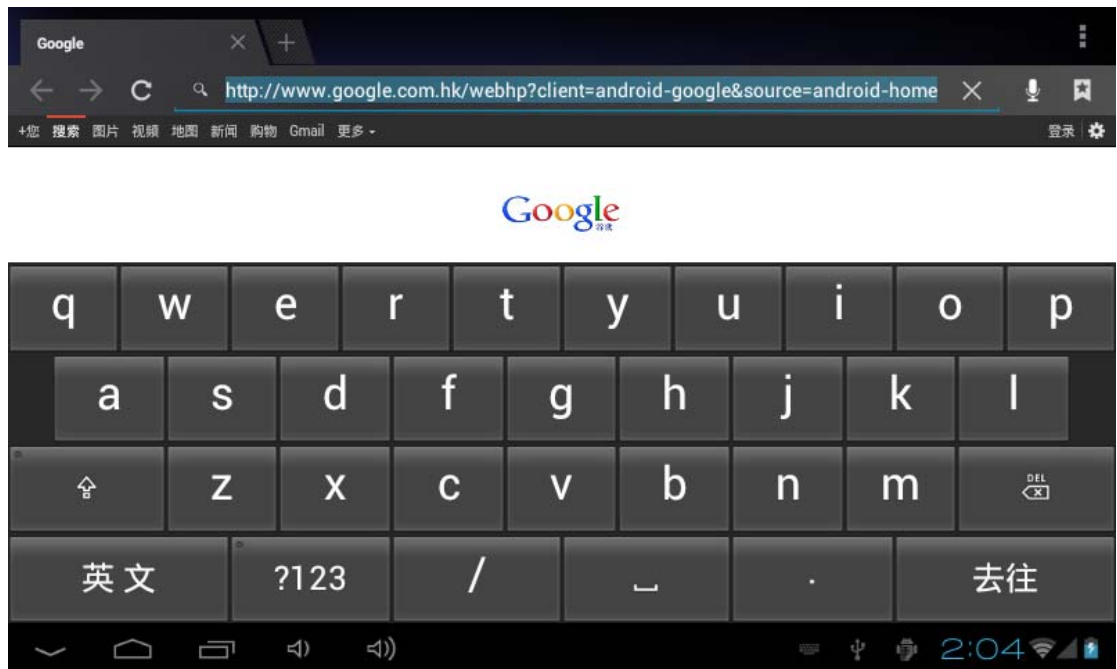 Google
http://www.google.com.hk/webhp?client=android-google&source=android-home
+您 搜索 图片 视频 地图 新闻 购物 Gmail 更多 登录
Google
谷歌
q w e r t y u i o p
a s d f g h j k l
z x c v b n m DEL
英文 ?123 / . 去往
2:04